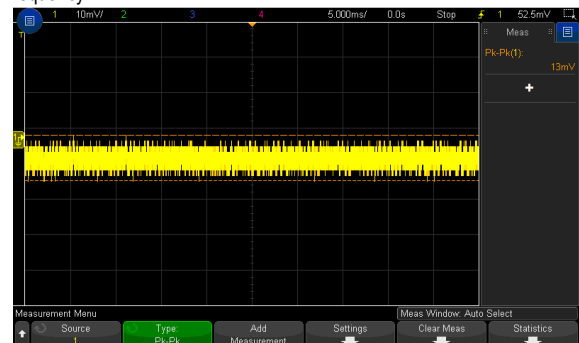 1 10mV/ 2 3 4 5.000ms/ 0.0s Stop 1 52.5mV
T
Meas
Pk-Pk(1):
13mV
+
Measurement Menu
Meas Window: Auto Select
Source
1
Type:
Pk-Pk
Add
Measurement
Settings
Clear Meas
Statistics